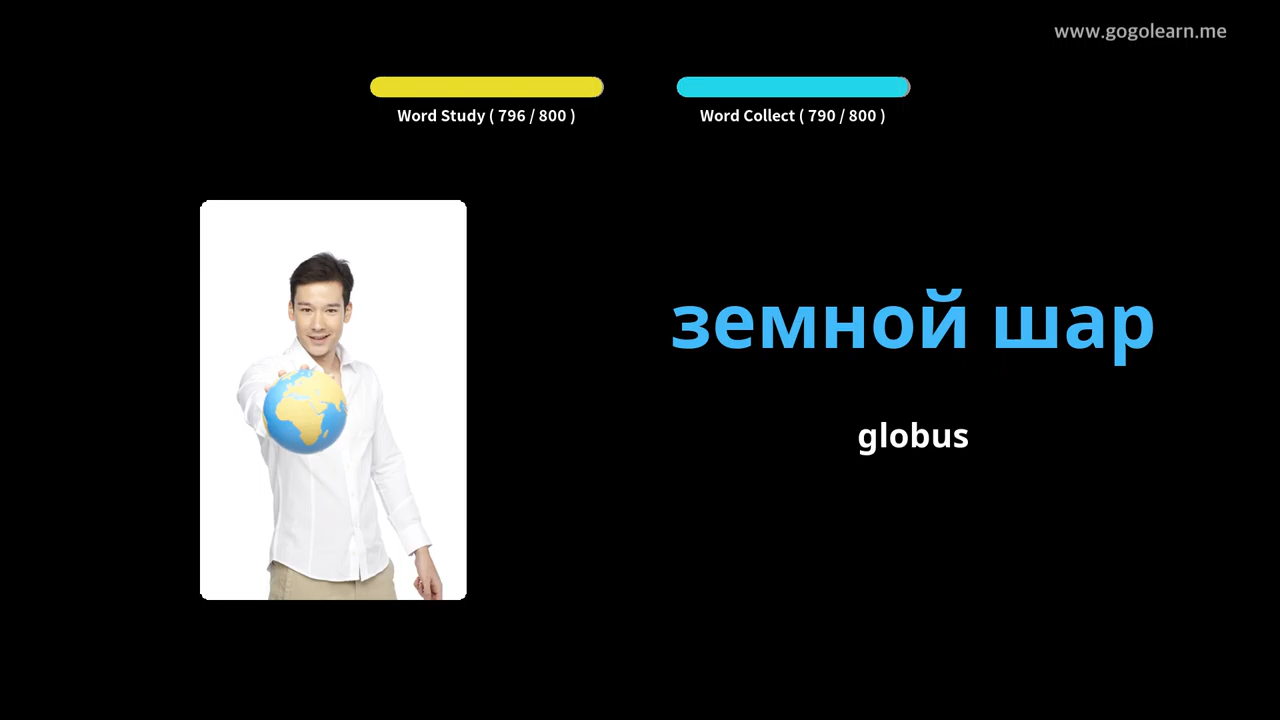 www.gogolearn.me
Word Study ( 796 / 800 )
Word Collect ( 790 / 800 )
земной шар
globus